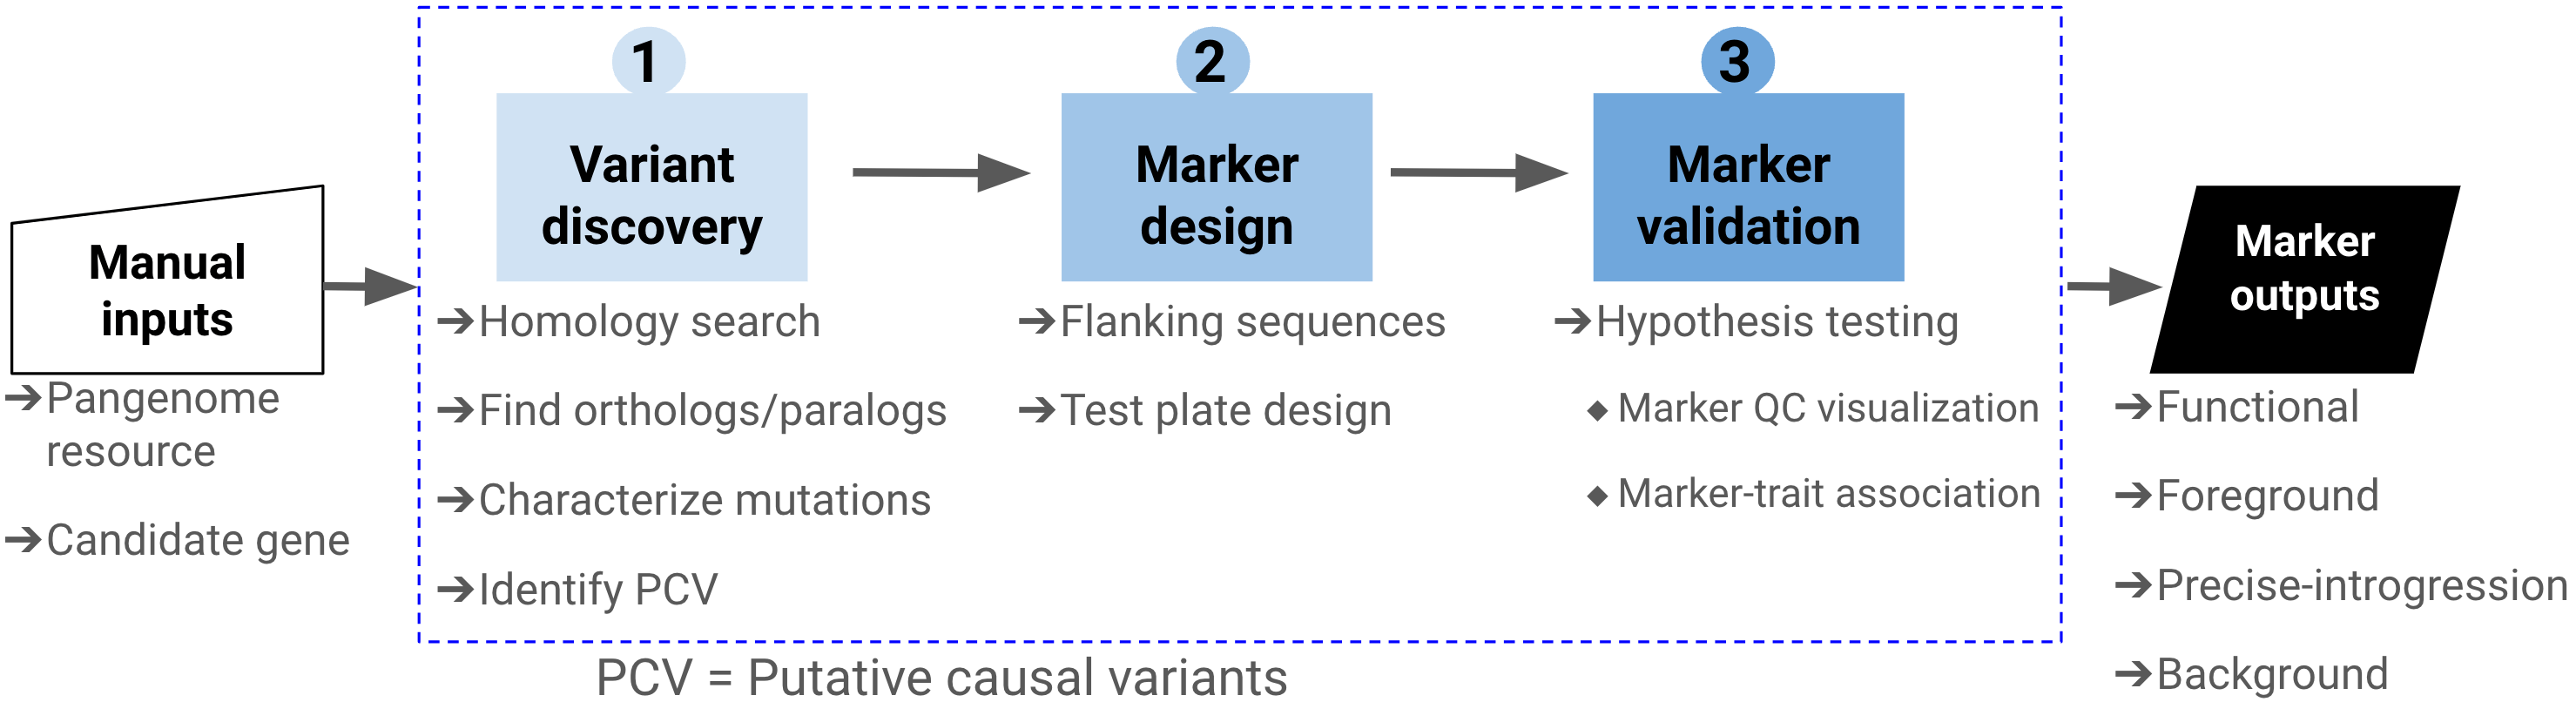 Manual
inputs
➔Pangenome
resource
➔Candidate gene
1
Variant
discovery
➔Homology search
➔Find orthologs/paralogs
➔Characterize mutations
➔Identify PCV
2
Marker
design
➔Flanking sequences
➔Test plate design
3
Marker
validation
➔Hypothesis testing
◆ Marker QC visualization
◆ Marker-trait association
Marker
outputs
➔Functional
➔Foreground
➔Precise-introgression
➔Background
PCV = Putative causal variants